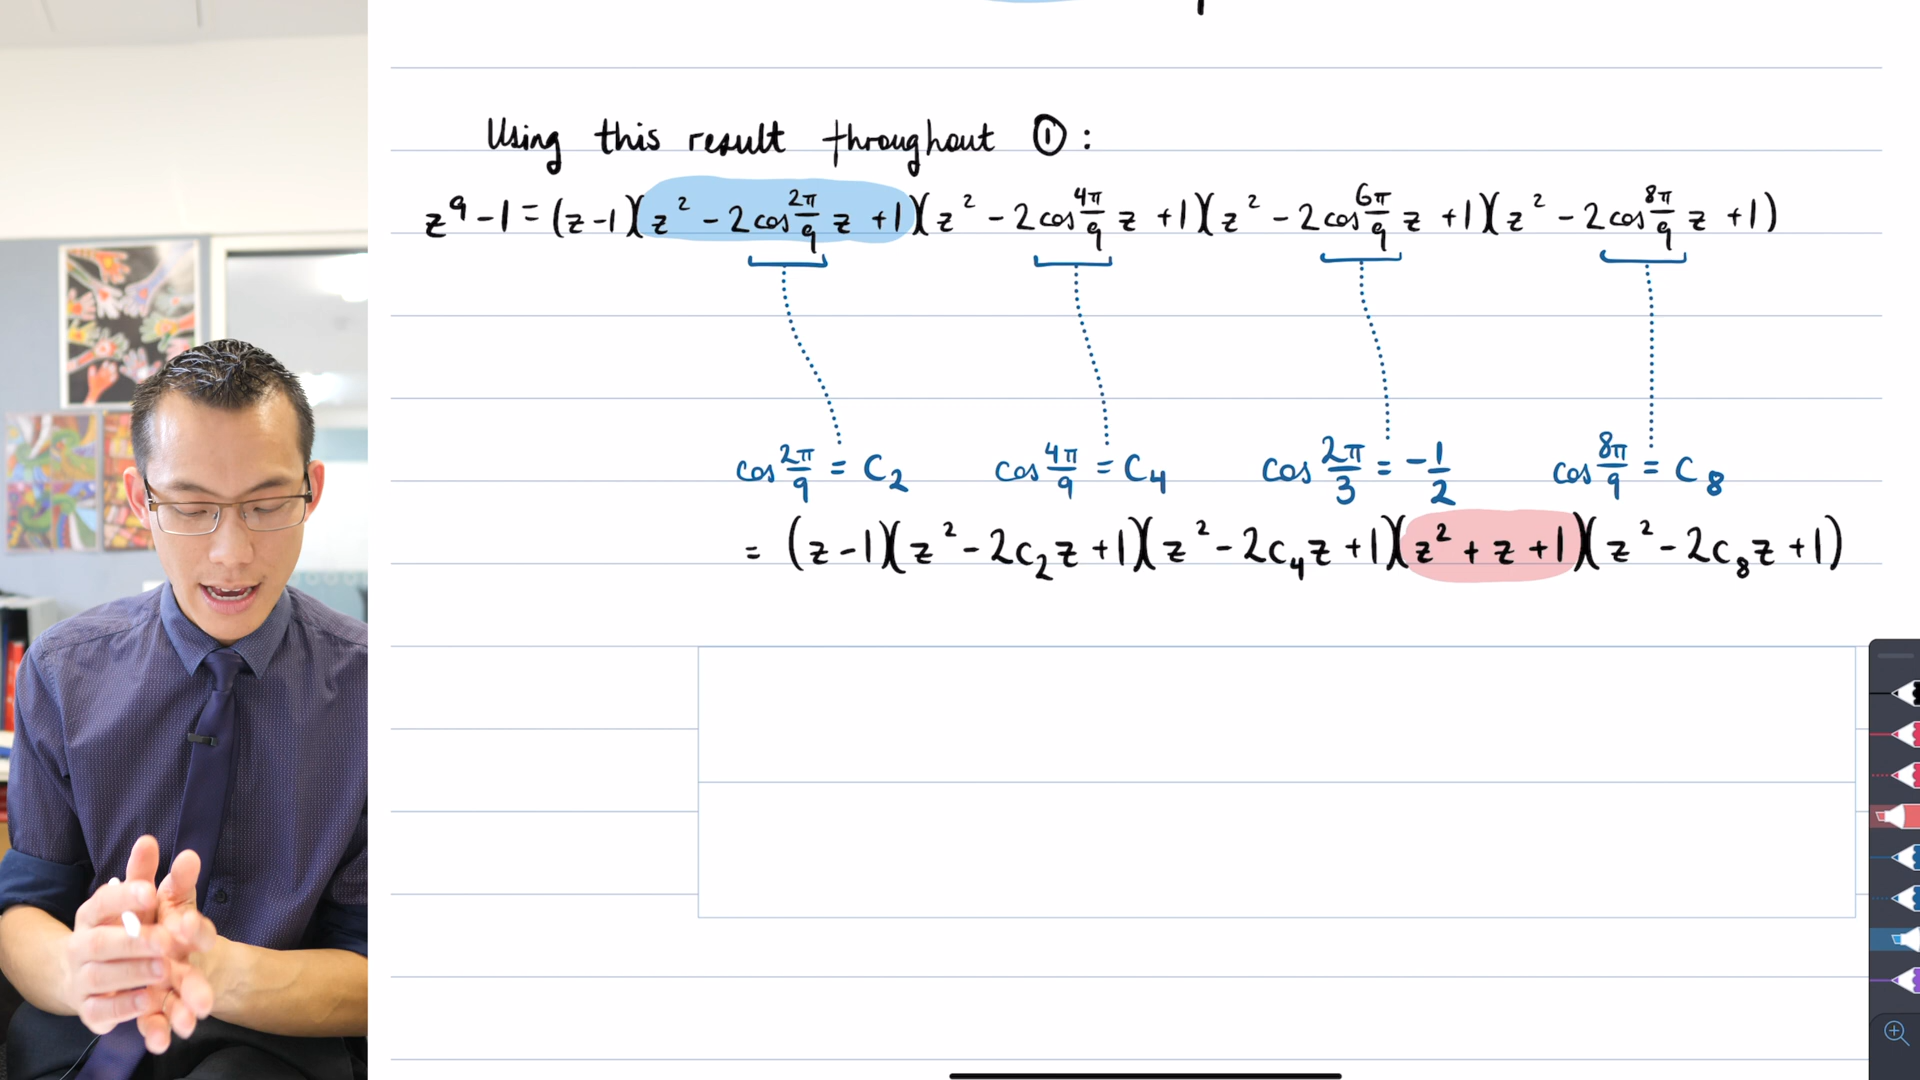 Using this result throughout ①:
z⁹ - 1 = (z - 1)(z² - 2cos 2π/9 z + 1)(z² - 2cos 4π/9 z + 1)(z² - 2cos 6π/9 z + 1)(z² - 2cos 8π/9 z + 1)
cos 2π/9 = C₂ cos 4π/9 = C₄ cos 2π/3 = -1/2 cos 8π/9 = C₈
= (z - 1)(z² - 2c₂z + 1)(z² - 2c₄z + 1)(z² + z + 1)(z² - 2c₈z + 1)